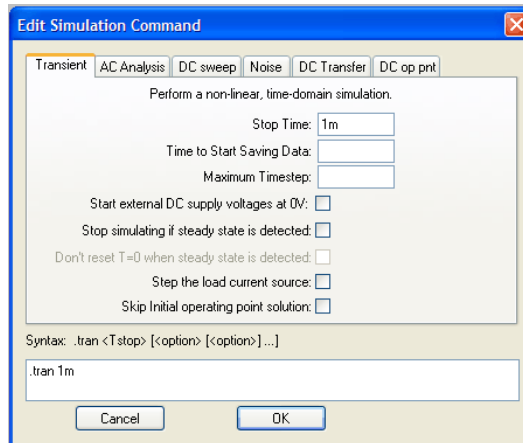 Edit Simulation Command
Transient AC Analysis DC sweep Noise DC Transfer DC op pnt
Perform a non-linear, time-domain simulation.
Stop Time: 1m
Time to Start Saving Data:
Maximum Timestep:
Start external DC supply voltages at 0V:
Stop simulating if steady state is detected:
Don't reset T=0 when steady state is detected:
Step the load current source:
Skip Initial operating point solution:
Syntax: .tran <Tstop> [<option> [<option>] ...]
.tran 1m
Cancel OK